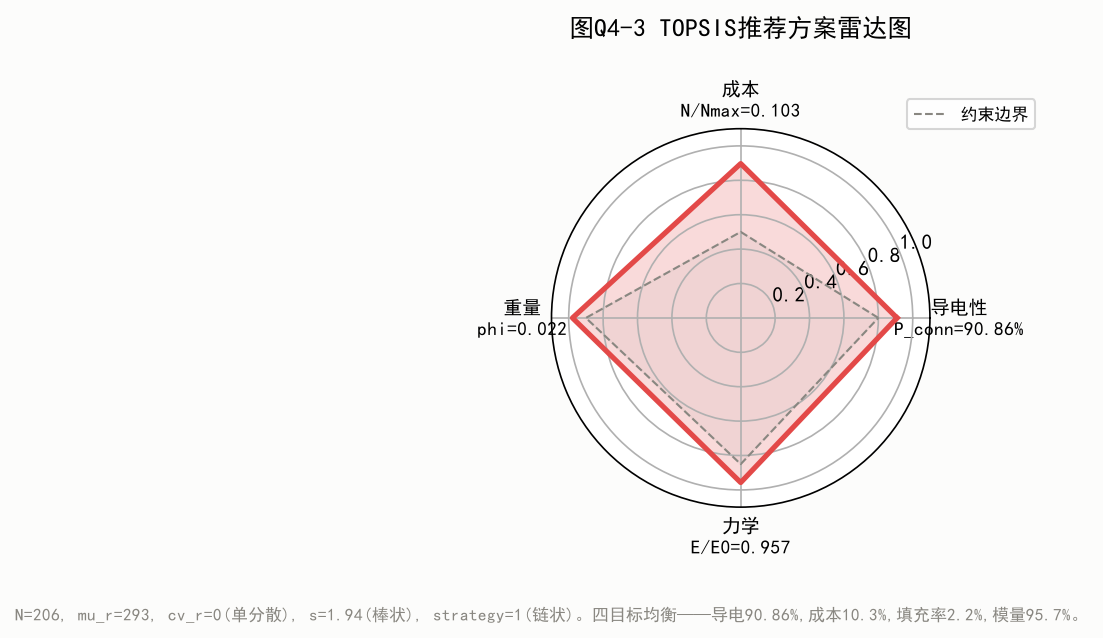 图Q4-3 TOPSIS推荐方案雷达图
成本
N/Nmax=0.103
约束边界
1.0
0.8
0.6
0.4
0.2
重量
phi=0.022
导电性
P_conn=90.86%
力学
E/E0=0.957
N=206, mu_r=293, cv_r=0(单分散), s=1.94(棒状), strategy=1(链状)。四目标均衡——导电90.86%,成本10.3%,填充率2.2%,模量95.7%。